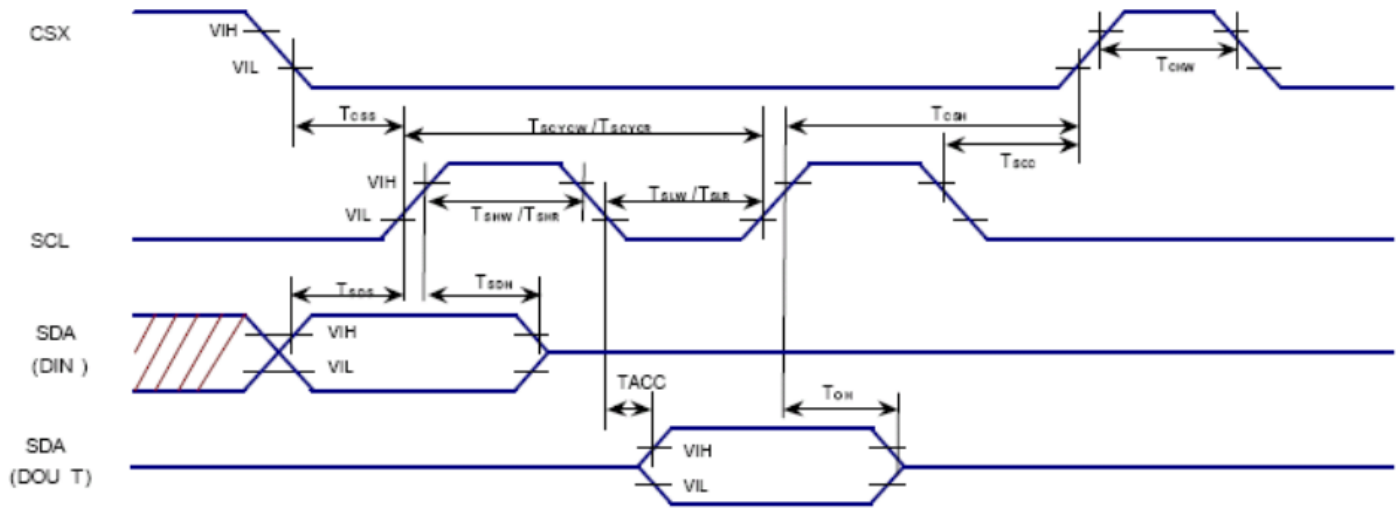 CSX
VIH
VIL
TCHW
TCSS
TSCYCW /TSCYCR
TCSH
TSCC
VIH
VIL
TSHW /TSHR
TSLW /TSLR
SCL
TSDS
TSDH
SDA
(DIN )
VIH
VIL
TACC
TOH
SDA
(DOU T)
VIH
VIL